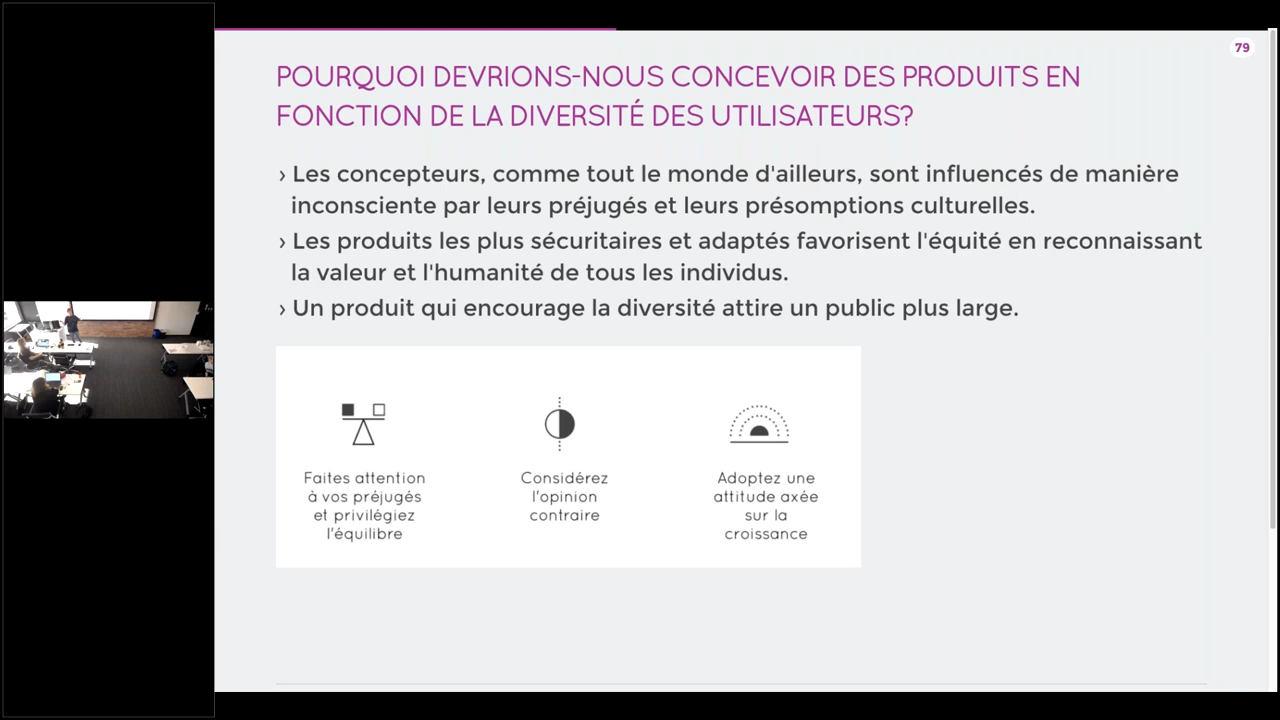 79
POURQUOI DEVRIONS-NOUS CONCEVOIR DES PRODUITS EN
FONCTION DE LA DIVERSITÉ DES UTILISATEURS?
› Les concepteurs, comme tout le monde d'ailleurs, sont influencés de manière
inconsciente par leurs préjugés et leurs présomptions culturelles.
› Les produits les plus sécuritaires et adaptés favorisent l'équité en reconnaissant
la valeur et l'humanité de tous les individus.
› Un produit qui encourage la diversité attire un public plus large.
Faites attention
à vos préjugés
et privilégiez
l'équilibre
Considérez
l'opinion
contraire
Adoptez une
attitude axée
sur la
croissance